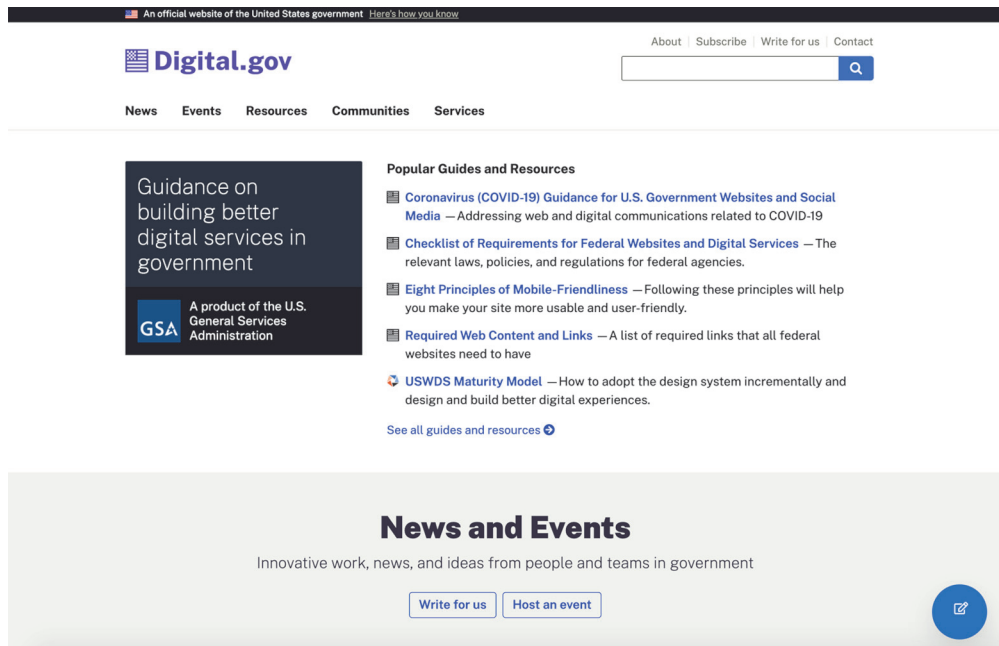 An official website of the United States government Here's how you know
Digital.gov
About Subscribe Write for us Contact
News Events Resources Communities Services
Guidance on
building better
digital services in
government
GSA
A product of the U.S.
General Services
Administration
Popular Guides and Resources
Coronavirus (COVID-19) Guidance for U.S. Government Websites and Social
Media — Addressing web and digital communications related to COVID-19
Checklist of Requirements for Federal Websites and Digital Services — The
relevant laws, policies, and regulations for federal agencies.
Eight Principles of Mobile-Friendliness — Following these principles will help
you make your site more usable and user-friendly.
Required Web Content and Links — A list of required links that all federal
websites need to have
USWDS Maturity Model — How to adopt the design system incrementally and
design and build better digital experiences.
See all guides and resources
News and Events
Innovative work, news, and ideas from people and teams in government
Write for us Host an event